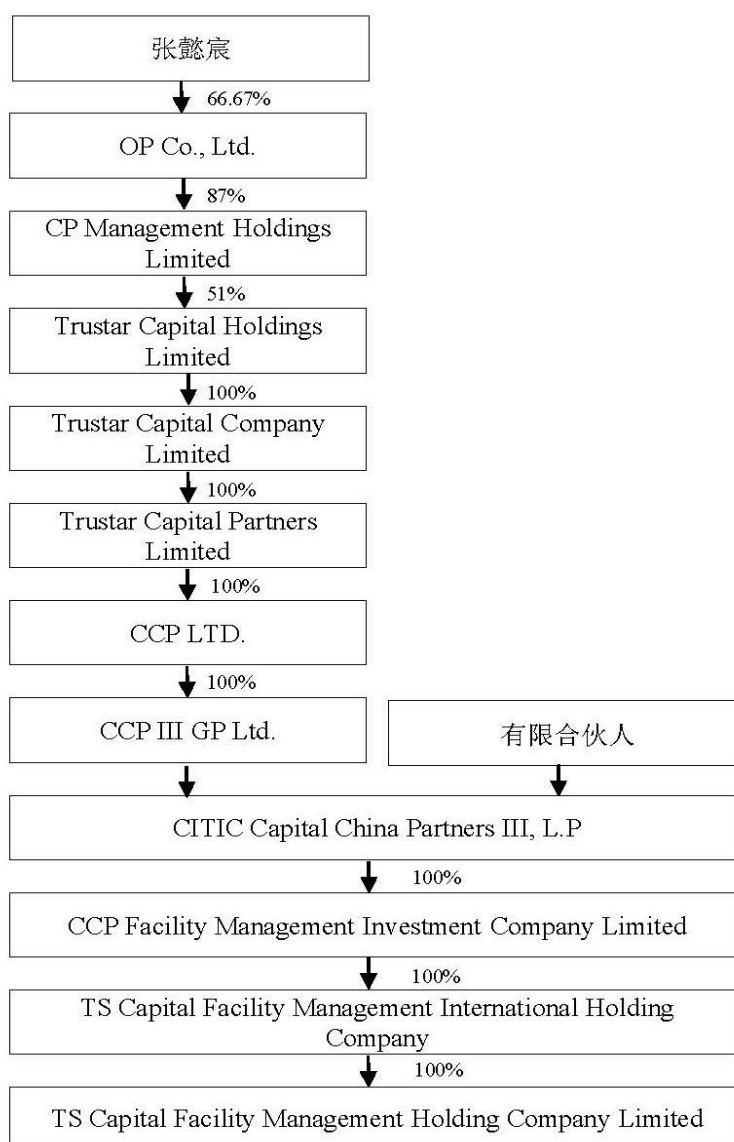 张懿宸
66.67%
OP Co., Ltd.
87%
CP Management Holdings
Limited
51%
Trustar Capital Holdings
Limited
100%
Trustar Capital Company
Limited
100%
Trustar Capital Partners
Limited
100%
CCP LTD.
100%
CCP III GP Ltd.
有限合伙人
CITIC Capital China Partners III, L.P
100%
CCP Facility Management Investment Company Limited
100%
TS Capital Facility Management International Holding
Company
100%
TS Capital Facility Management Holding Company Limited